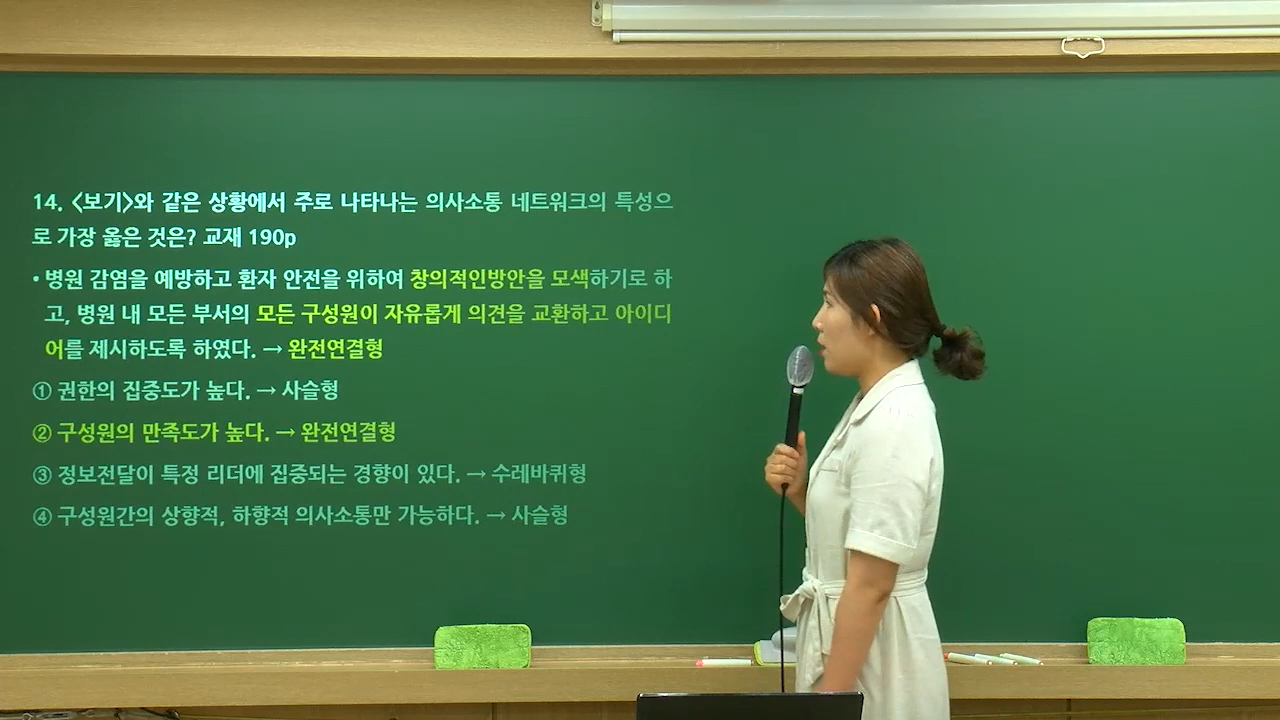 14. <보기>와 같은 상황에서 주로 나타나는 의사소통 네트워크의 특성으
로 가장 옳은 것은? 교재 190p
• 병원 감염을 예방하고 환자 안전을 위하여 창의적인방안을 모색하기로 하
고, 병원 내 모든 부서의 모든 구성원이 자유롭게 의견을 교환하고 아이디
어를 제시하도록 하였다. → 완전연결형
① 권한의 집중도가 높다. → 사슬형
② 구성원의 만족도가 높다. → 완전연결형
③ 정보전달이 특정 리더에 집중되는 경향이 있다. → 수레바퀴형
④ 구성원간의 상향적, 하향적 의사소통만 가능하다. → 사슬형